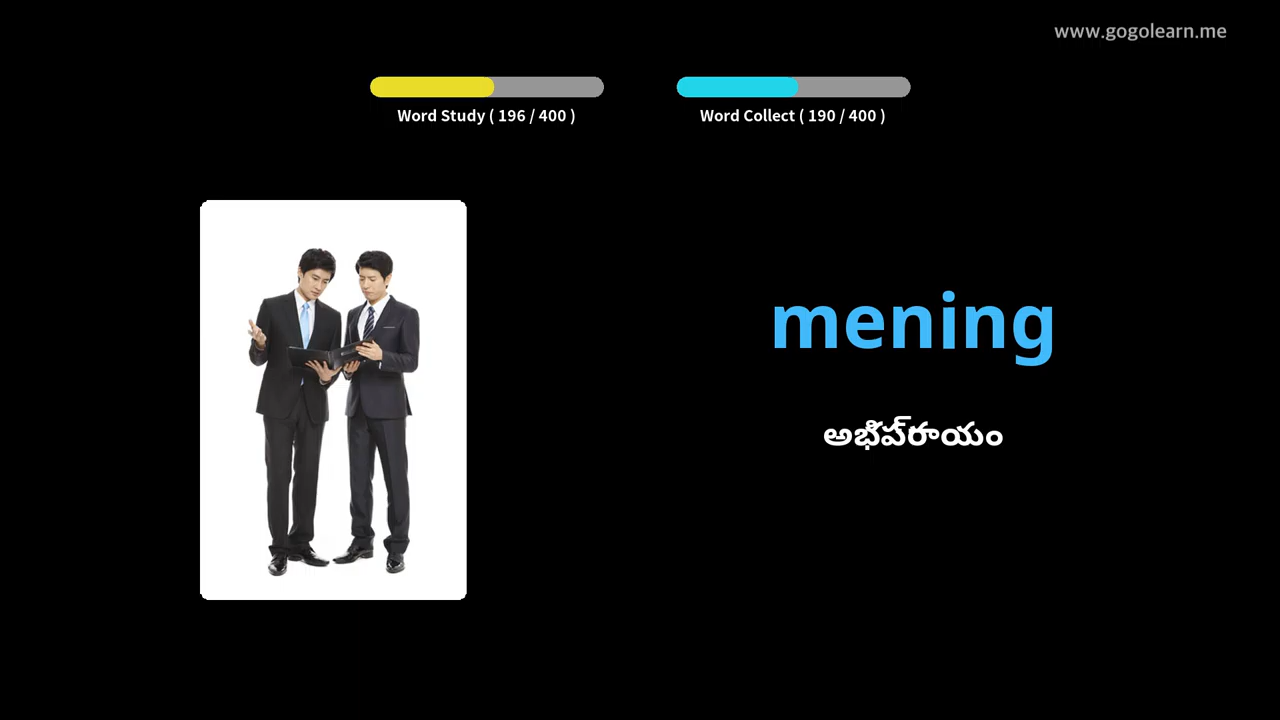 www.gogolearn.me
Word Study ( 196 / 400 )
Word Collect ( 190 / 400 )
mening
అభిప్రాయం